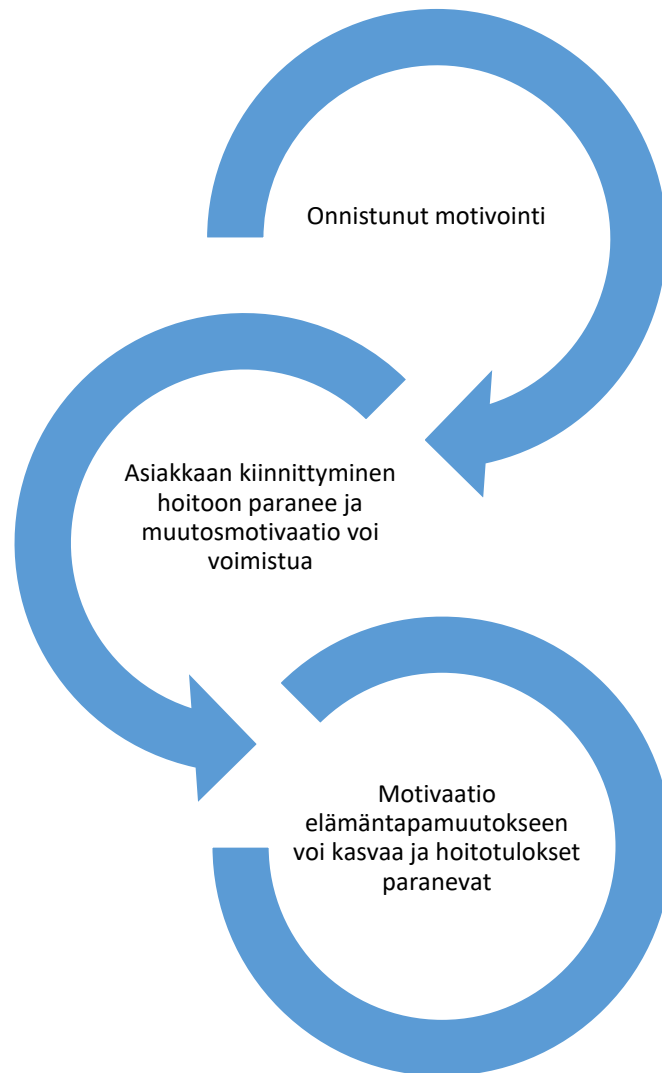 Onnistunut motivointi
Asiakkaan kiinnittyminen
hoitoon paranee ja
muutosmotivaatio voi
voimistua
Motivaatio
elämäntapamuutokseen
voi kasvaa ja hoitotulokset
paranevat